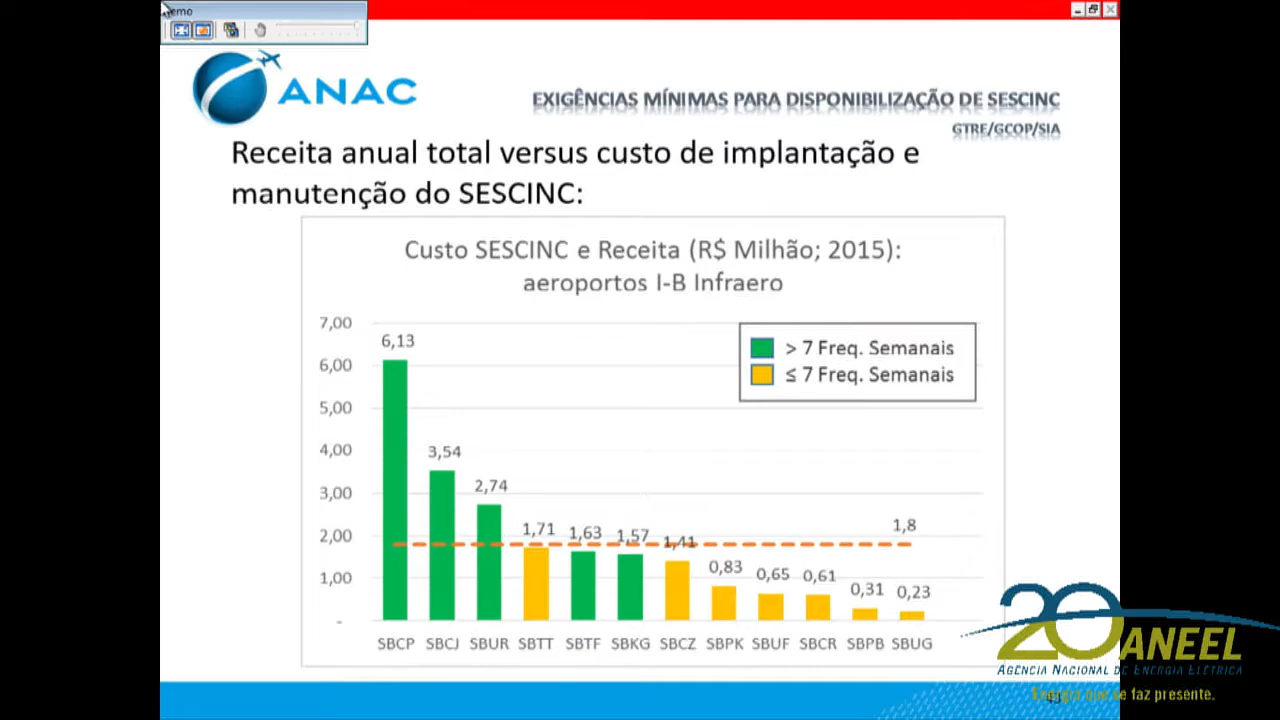 emo
ANAC
EXIGÊNCIAS MÍNIMAS PARA DISPONIBILIZAÇÃO DE SESCINC
GTRE/GCOP/SIA
Receita anual total versus custo de implantação e
manutenção do SESCINC:
Custo SESCINC e Receita (R$ Milhão; 2015):
aeroportos I-B Infraero
> 7 Freq. Semanais
≤ 7 Freq. Semanais
7,00
6,00
5,00
4,00
3,00
2,00
1,00
-
6,13
3,54
2,74
1,71
1,63
1,57
1,41
0,83
0,65
0,61
0,31
0,23
1,8
SBCP SBCJ SBUR SBTT SBTF SBKG SBCZ SBPK SBUF SBCR SBPB SBUG
20 ANEEL
AGÊNCIA NACIONAL DE ENERGIA ELÉTRICA
Energia que se faz presente.